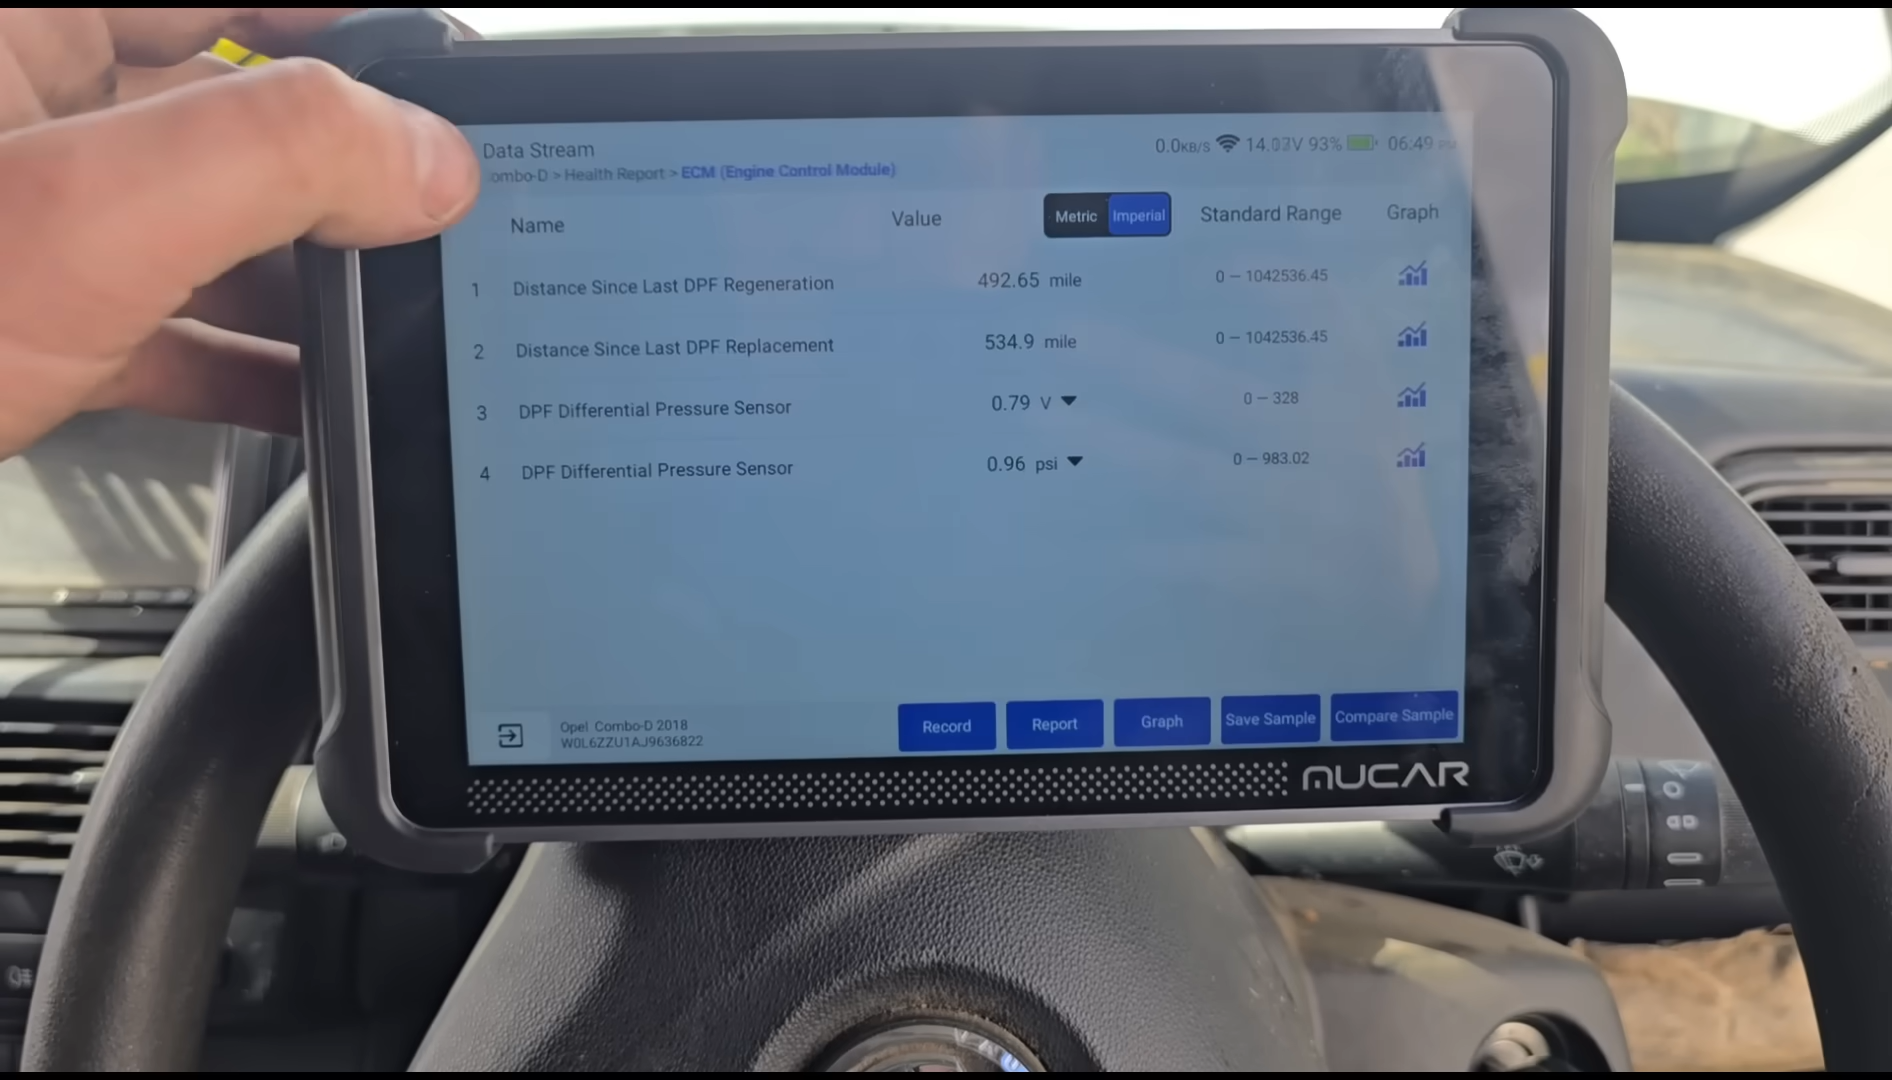 Data Stream
0.0KB/S 14.07V 93% 06:49
ombo-D > Health Report > ECM (Engine Control Module)
Name Value Metric Imperial Standard Range Graph
1 Distance Since Last DPF Regeneration 492.65 mile 0 – 1042536.45
2 Distance Since Last DPF Replacement 534.9 mile 0 – 1042536.45
3 DPF Differential Pressure Sensor 0.79 V 0 – 328
4 DPF Differential Pressure Sensor 0.96 psi 0 – 983.02
Opel Combo-D 2018
W0L6ZZU1AJ9636822
Record Report Graph Save Sample Compare Sample
MUCAR